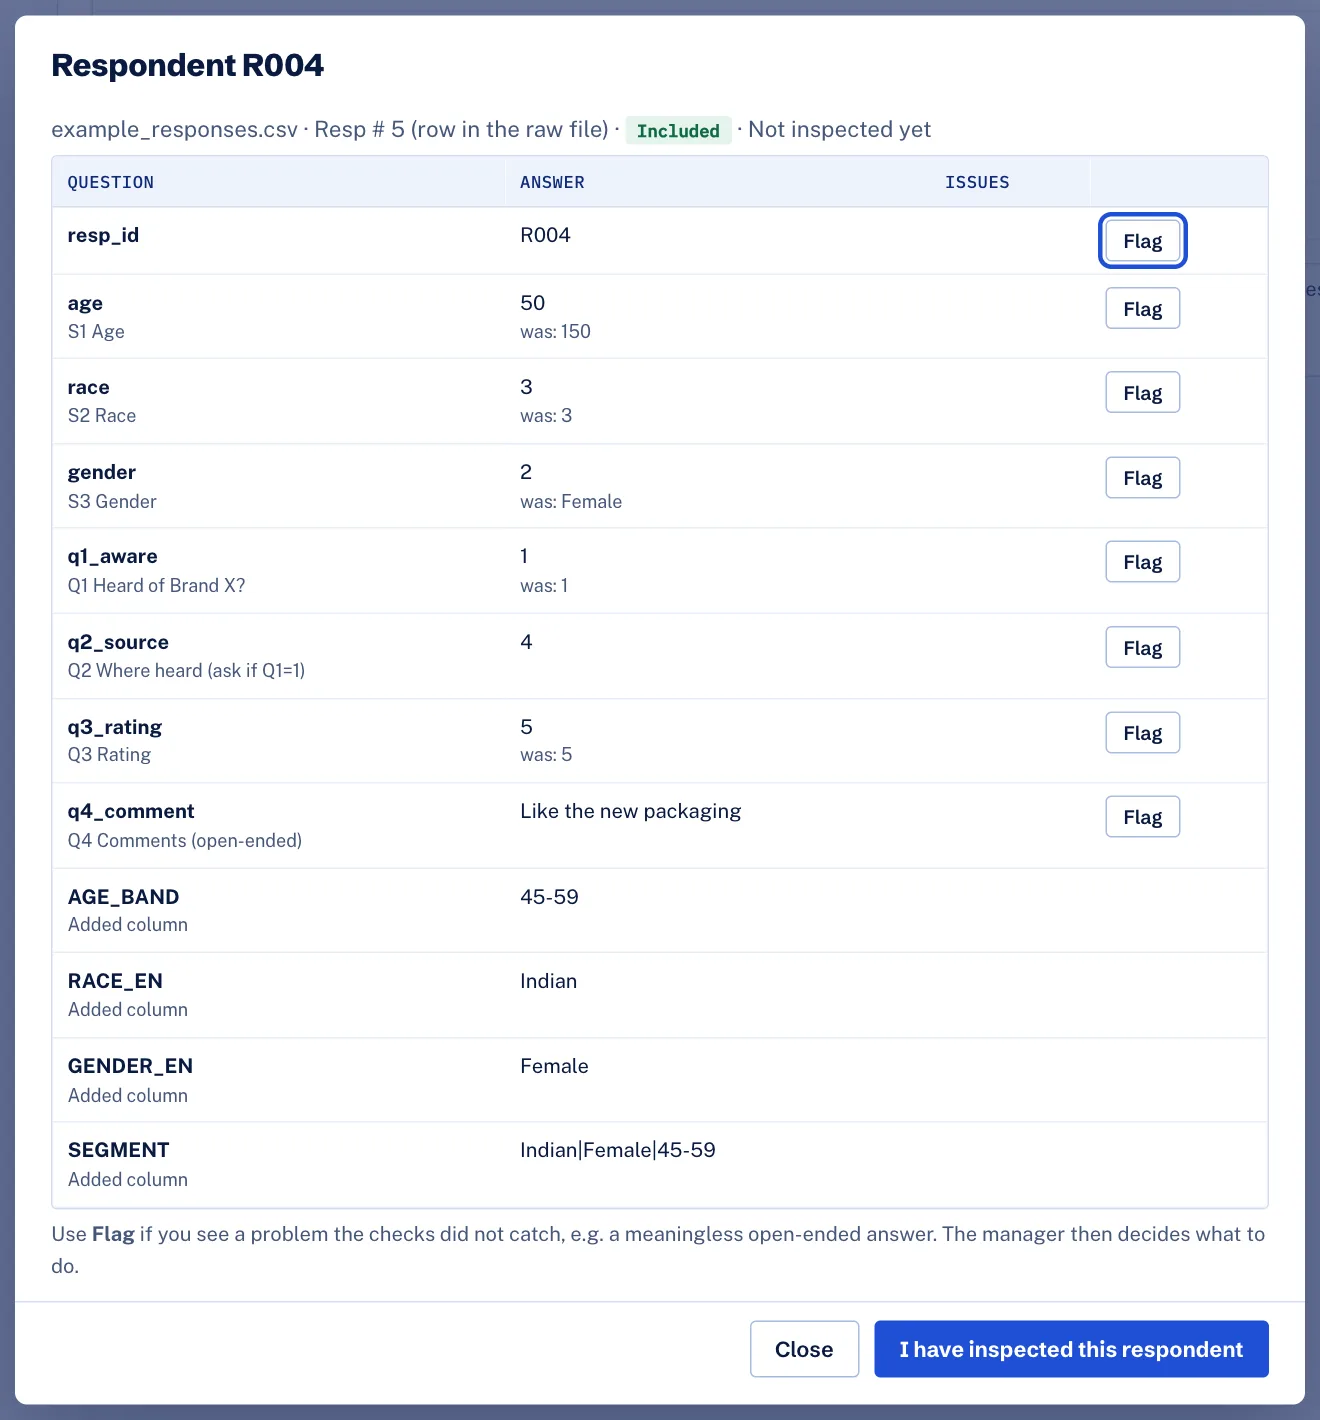 Respondent R004
example_responses.csv · Resp # 5 (row in the raw file) · Included · Not inspected yet
QUESTION ANSWER ISSUES
resp_id R004 Flag
age 50 Flag
S1 Age was: 150
race 3 Flag
S2 Race was: 3
gender 2 Flag
S3 Gender was: Female
q1_aware 1 Flag
Q1 Heard of Brand X? was: 1
q2_source 4 Flag
Q2 Where heard (ask if Q1=1)
q3_rating 5 Flag
Q3 Rating was: 5
q4_comment Like the new packaging Flag
Q4 Comments (open-ended)
AGE_BAND 45-59
Added column
RACE_EN Indian
Added column
GENDER_EN Female
Added column
SEGMENT Indian|Female|45-59
Added column
Use Flag if you see a problem the checks did not catch, e.g. a meaningless open-ended answer. The manager then decides what to
do.
Close I have inspected this respondent